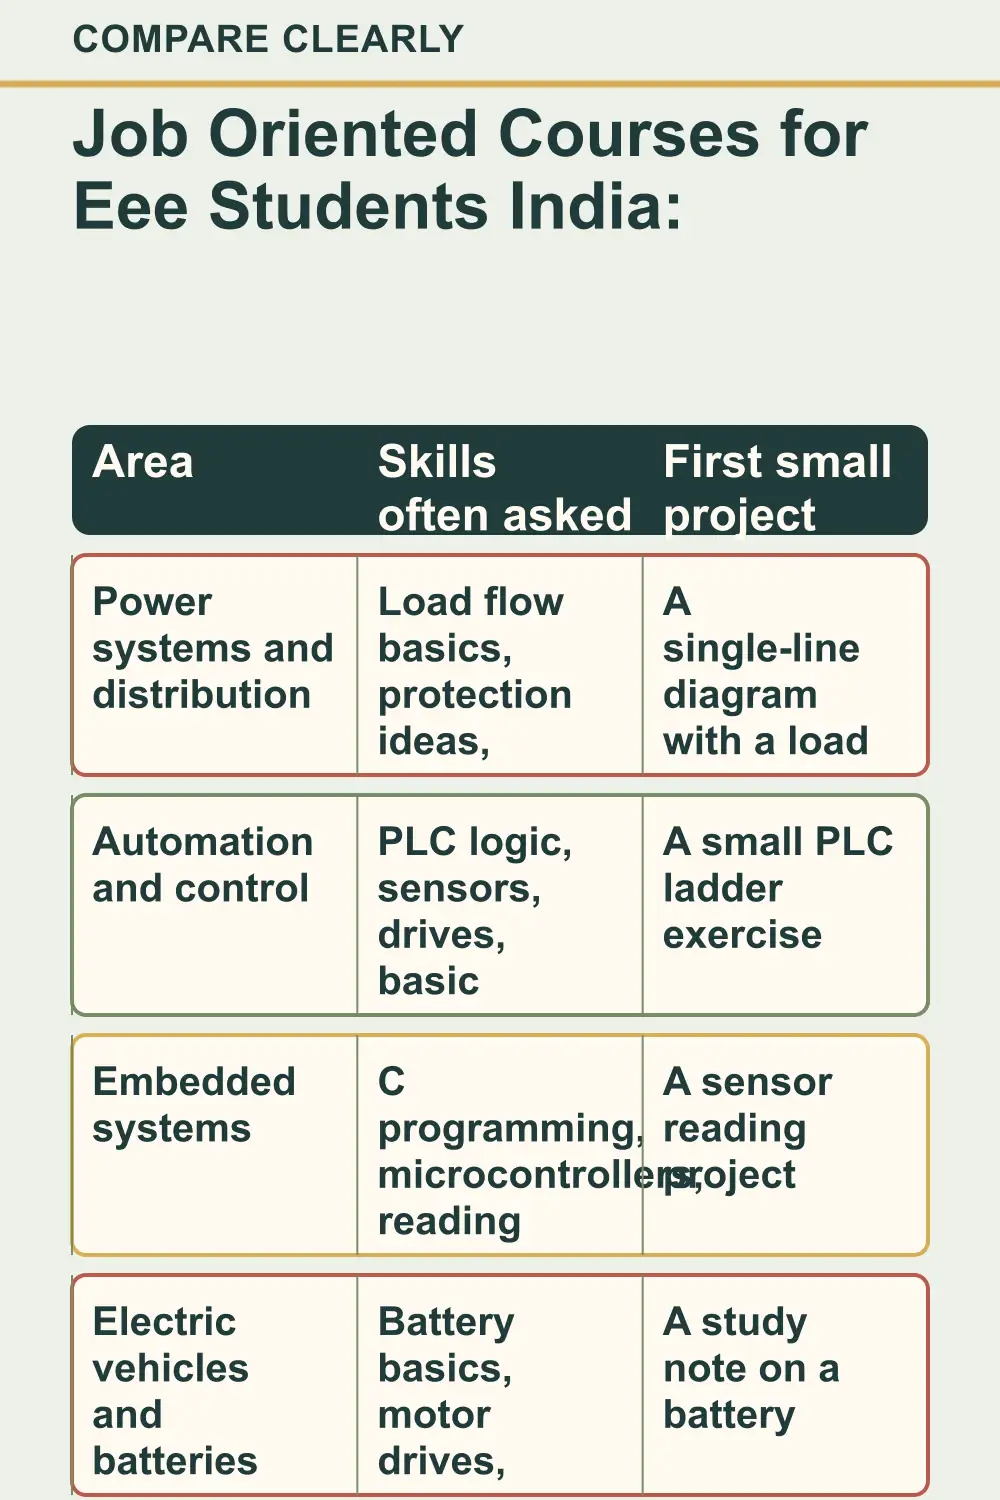 COMPARE CLEARLY
Job Oriented Courses for
Eee Students India:
Area
Skills
often asked
First small
project
Power
systems and
distribution
Load flow
basics,
protection
ideas,
A
single-line
diagram
with a load
Automation
and control
PLC logic,
sensors,
drives,
basic
A small PLC
ladder
exercise
Embedded
systems
C
programming,
microcontrollers,
reading
A sensor
reading
project
Electric
vehicles
and
batteries
Battery
basics,
motor
drives,
A study
note on a
battery